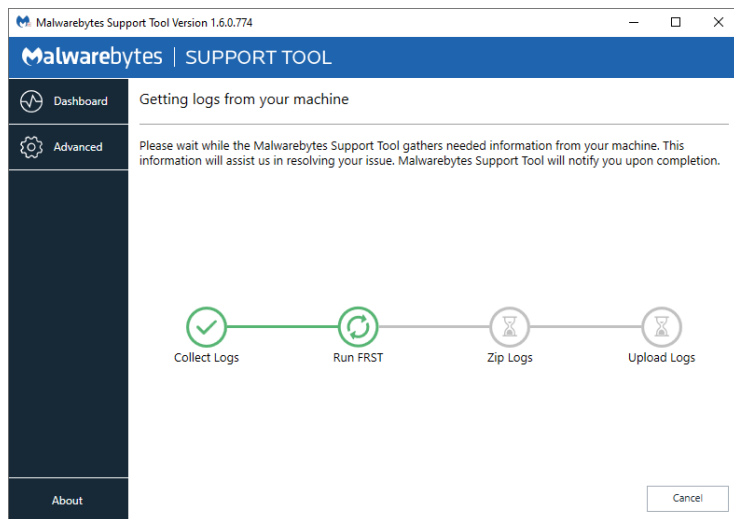 Malwarebytes Support Tool Version 1.6.0.774
Malwarebytes | SUPPORT TOOL
Dashboard
Advanced
Getting logs from your machine
Please wait while the Malwarebytes Support Tool gathers needed information from your machine. This
information will assist us in resolving your issue. Malwarebytes Support Tool will notify you upon completion.
Collect Logs
Run FRST
Zip Logs
Upload Logs
About
Cancel